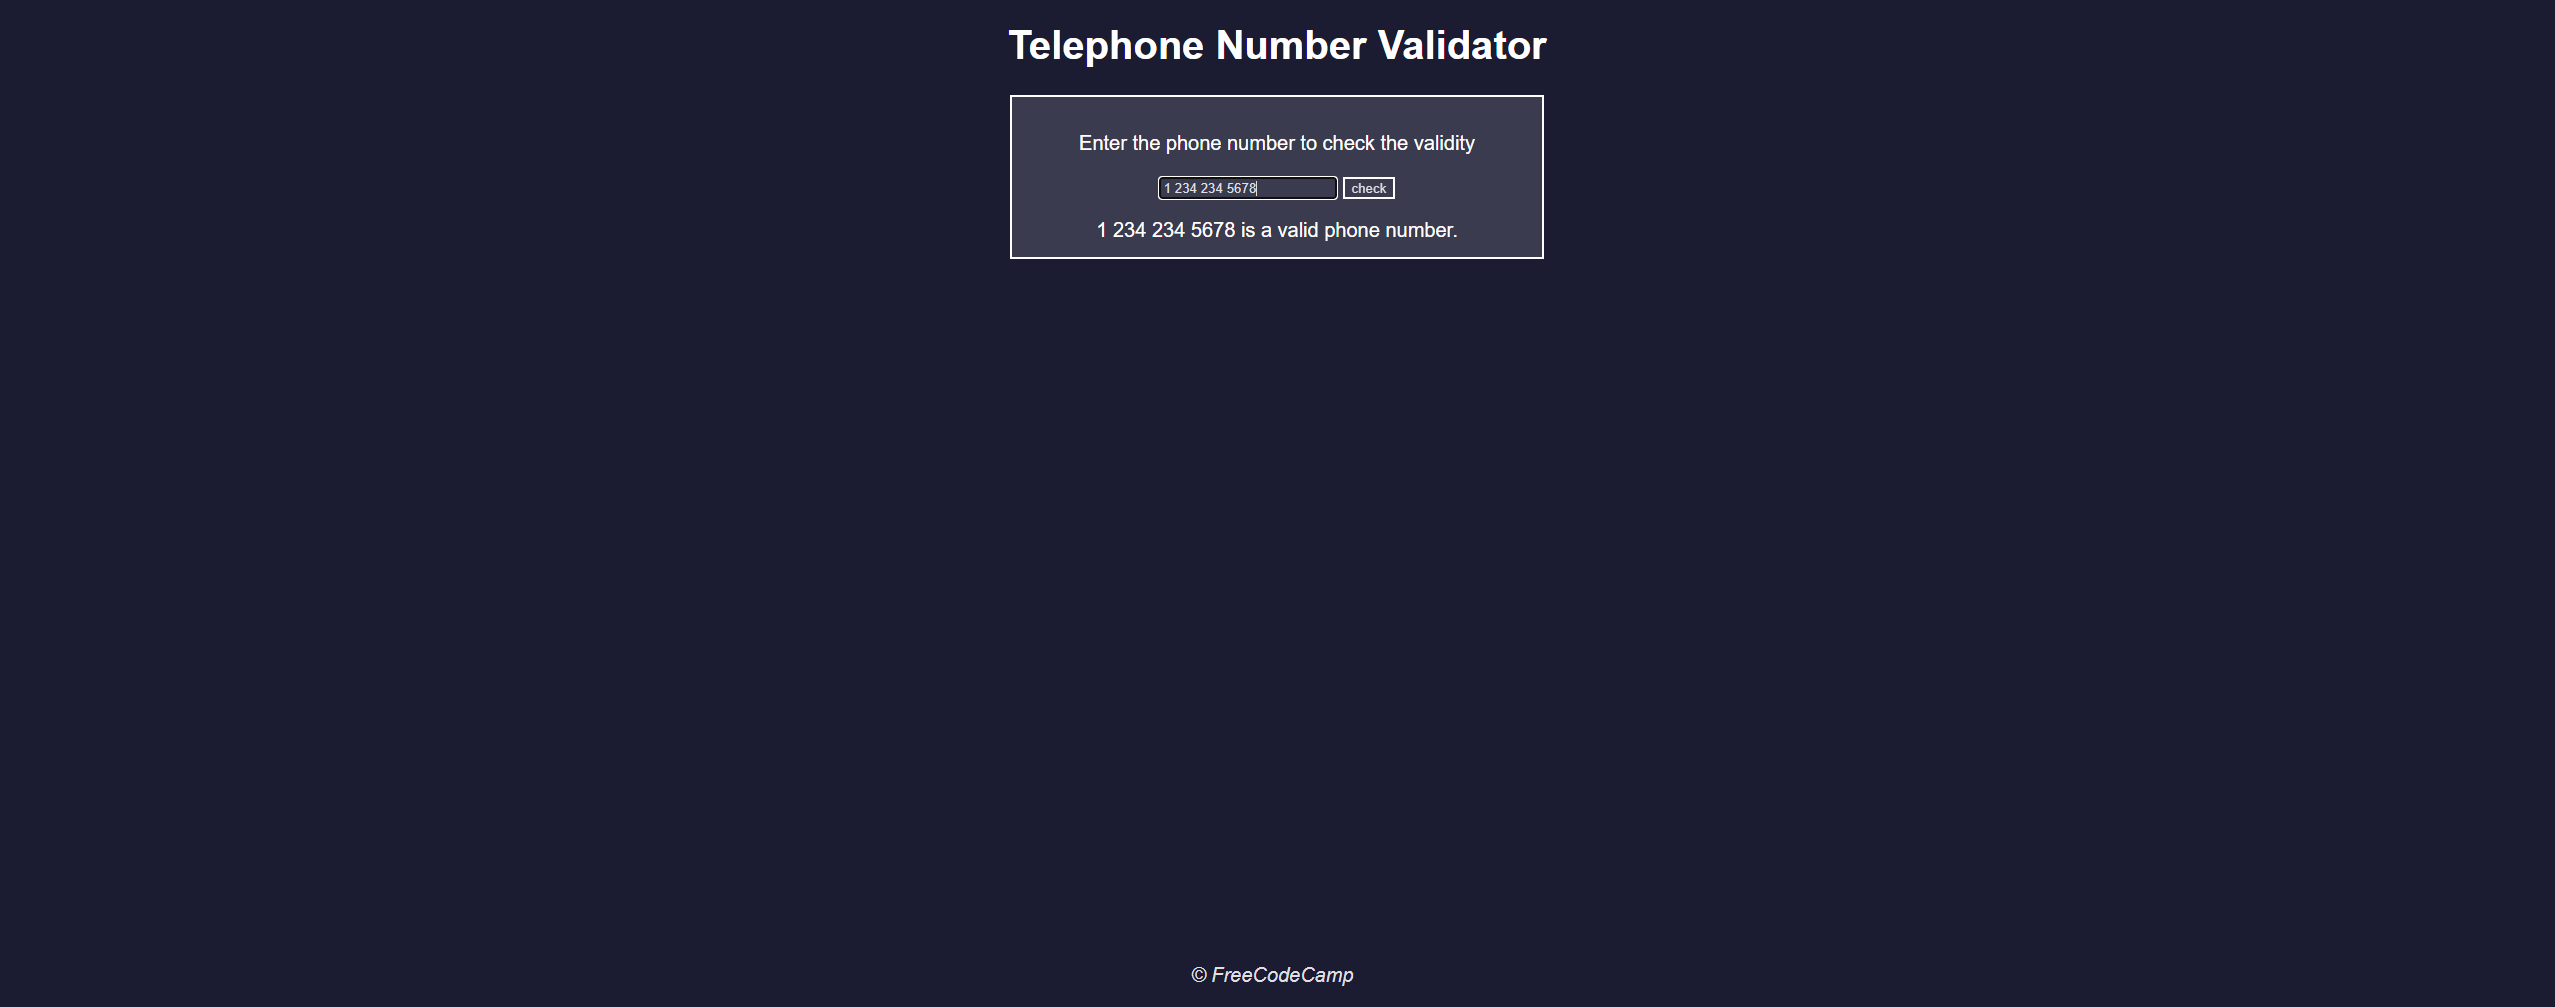 Telephone Number Validator
Enter the phone number to check the validity
1 234 234 5678 check
1 234 234 5678 is a valid phone number.
© FreeCodeCamp